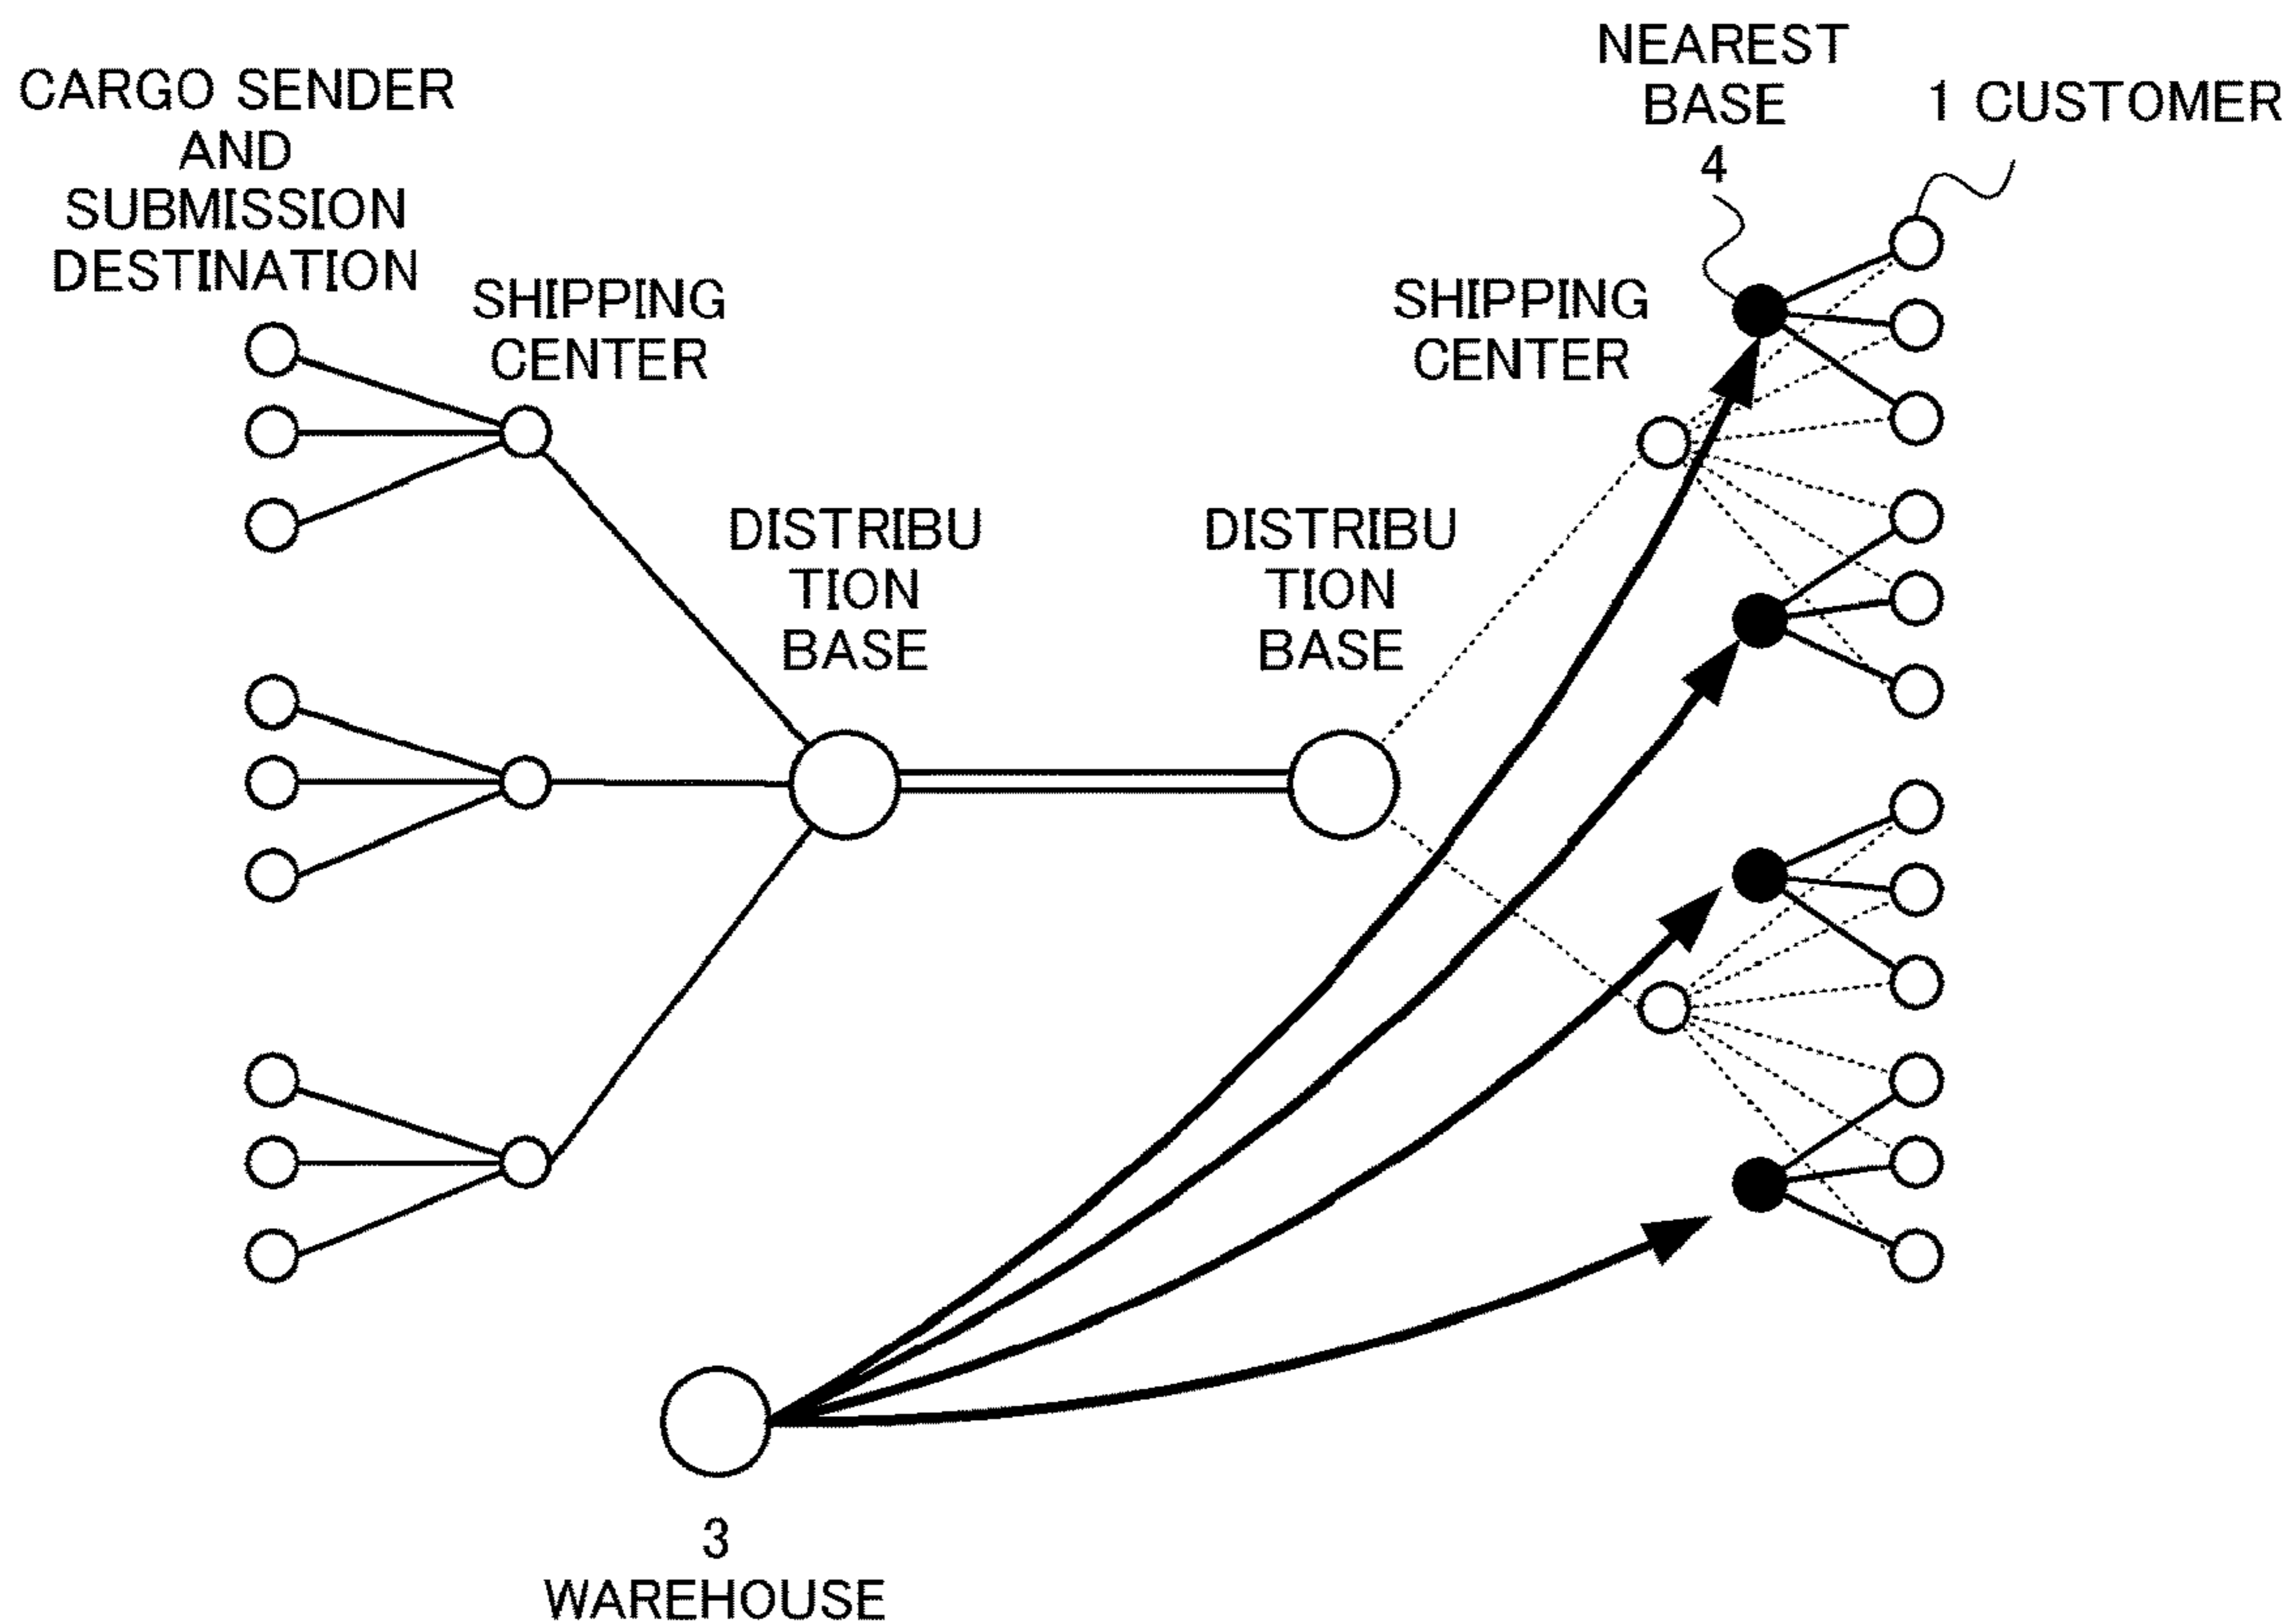 CARGO SENDER
AND
SUBMISSION
DESTINATION
SHIPPING
CENTER
DISTRIBU
TION
BASE
DISTRIBU
TION
BASE
SHIPPING
CENTER
NEAREST
BASE
4
1 CUSTOMER
3
WAREHOUSE